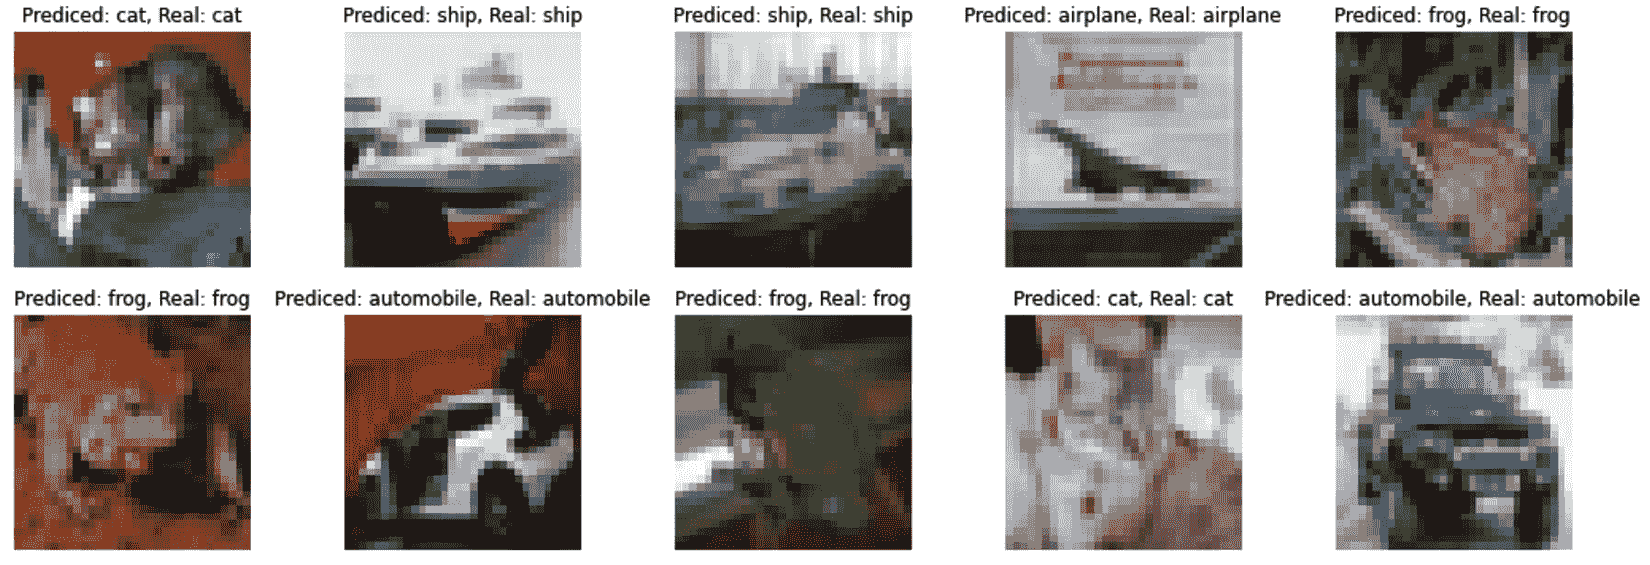 Prediced: cat, Real: cat
Prediced: ship, Real: ship
Prediced: ship, Real: ship
Prediced: airplane, Real: airplane
Prediced: frog, Real: frog
Prediced: frog, Real: frog
Prediced: automobile, Real: automobile
Prediced: frog, Real: frog
Prediced: cat, Real: cat
Prediced: automobile, Real: automobile